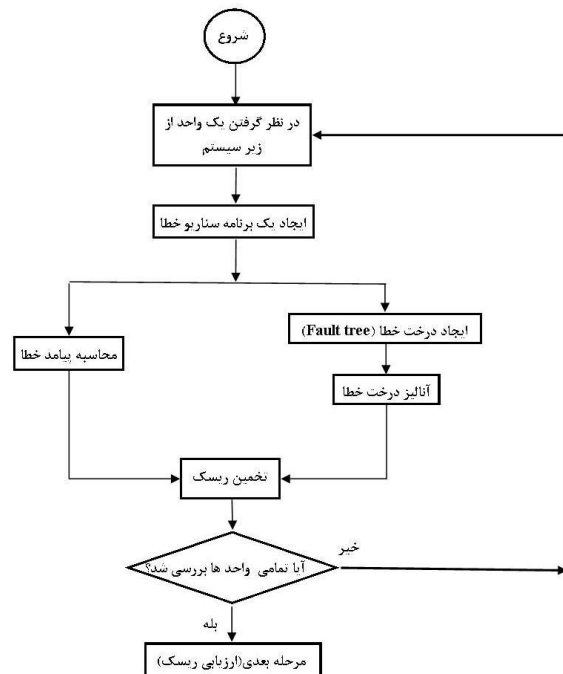 شروع
در نظر گرفتن یک واحد از
زیر سیستم
ایجاد یک برنامه سناریو خطا
ایجاد درخت خطا (Fault tree)
محاسبه پیامد خطا
آنالیز درخت خطا
تخمین ریسک
خیر
آیا تمامی واحد ها بررسی شد؟
بله
مرحله بعدی(ارزیابی ریسک)